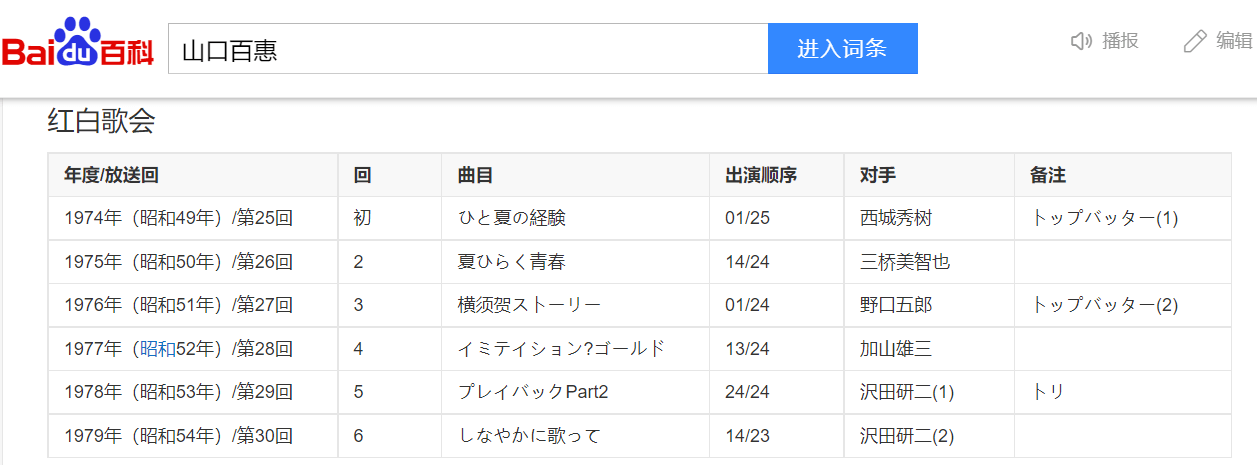 Baidu百科 山口百惠 进入词条 播报 编辑
红白歌会
年度/放送回 回 曲目 出演顺序 对手 备注
1974年（昭和49年）/第25回 初 ひと夏の経験 01/25 西城秀树 トップバッター(1)
1975年（昭和50年）/第26回 2 夏ひらく青春 14/24 三桥美智也
1976年（昭和51年）/第27回 3 横须贺ストーリー 01/24 野口五郎 トップバッター(2)
1977年（昭和52年）/第28回 4 イミテイション?ゴールド 13/24 加山雄三
1978年（昭和53年）/第29回 5 プレイバックPart2 24/24 沢田研二(1) トリ
1979年（昭和54年）/第30回 6 しなやかに歌って 14/23 沢田研二(2)